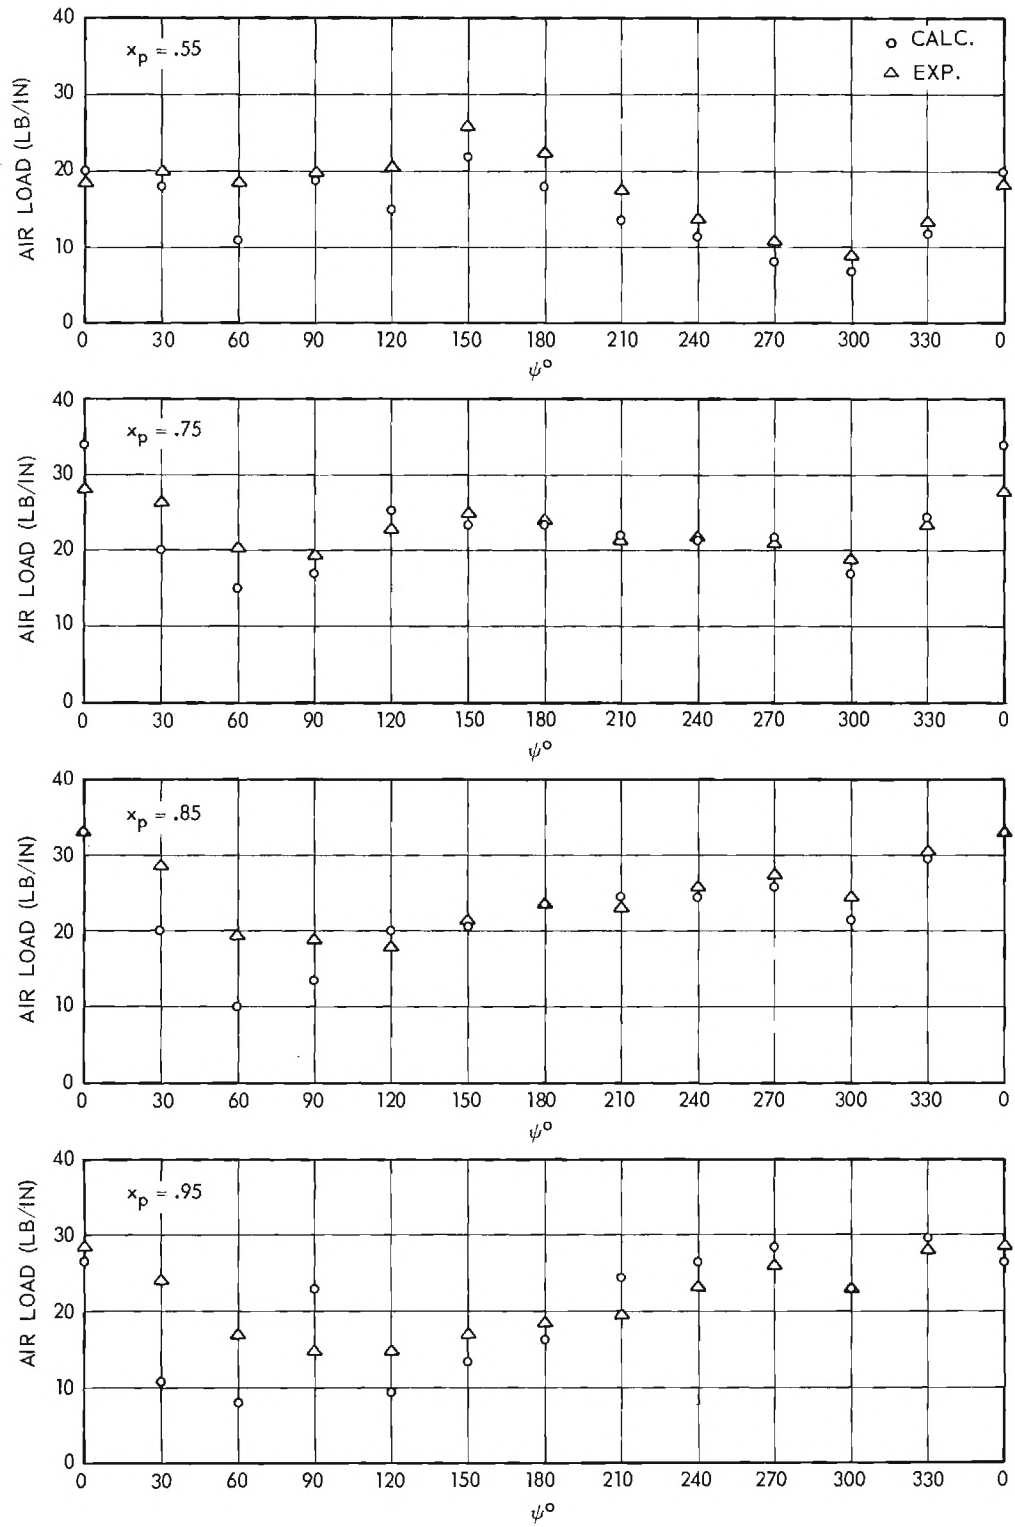 40
x_p = .55
○ CALC.
△ EXP.
30
20
10
0
AIR LOAD (LB/IN)
0 30 60 90 120 150 180 210 240 270 300 330 0
ψ°
40
x_p = .75
30
20
10
0
AIR LOAD (LB/IN)
0 30 60 90 120 150 180 210 240 270 300 330 0
ψ°
40
x_p = .85
30
20
10
0
AIR LOAD (LB/IN)
0 30 60 90 120 150 180 210 240 270 300 330 0
ψ°
40
x_p = .95
30
20
10
0
AIR LOAD (LB/IN)
0 30 60 90 120 150 180 210 240 270 300 330 0
ψ°